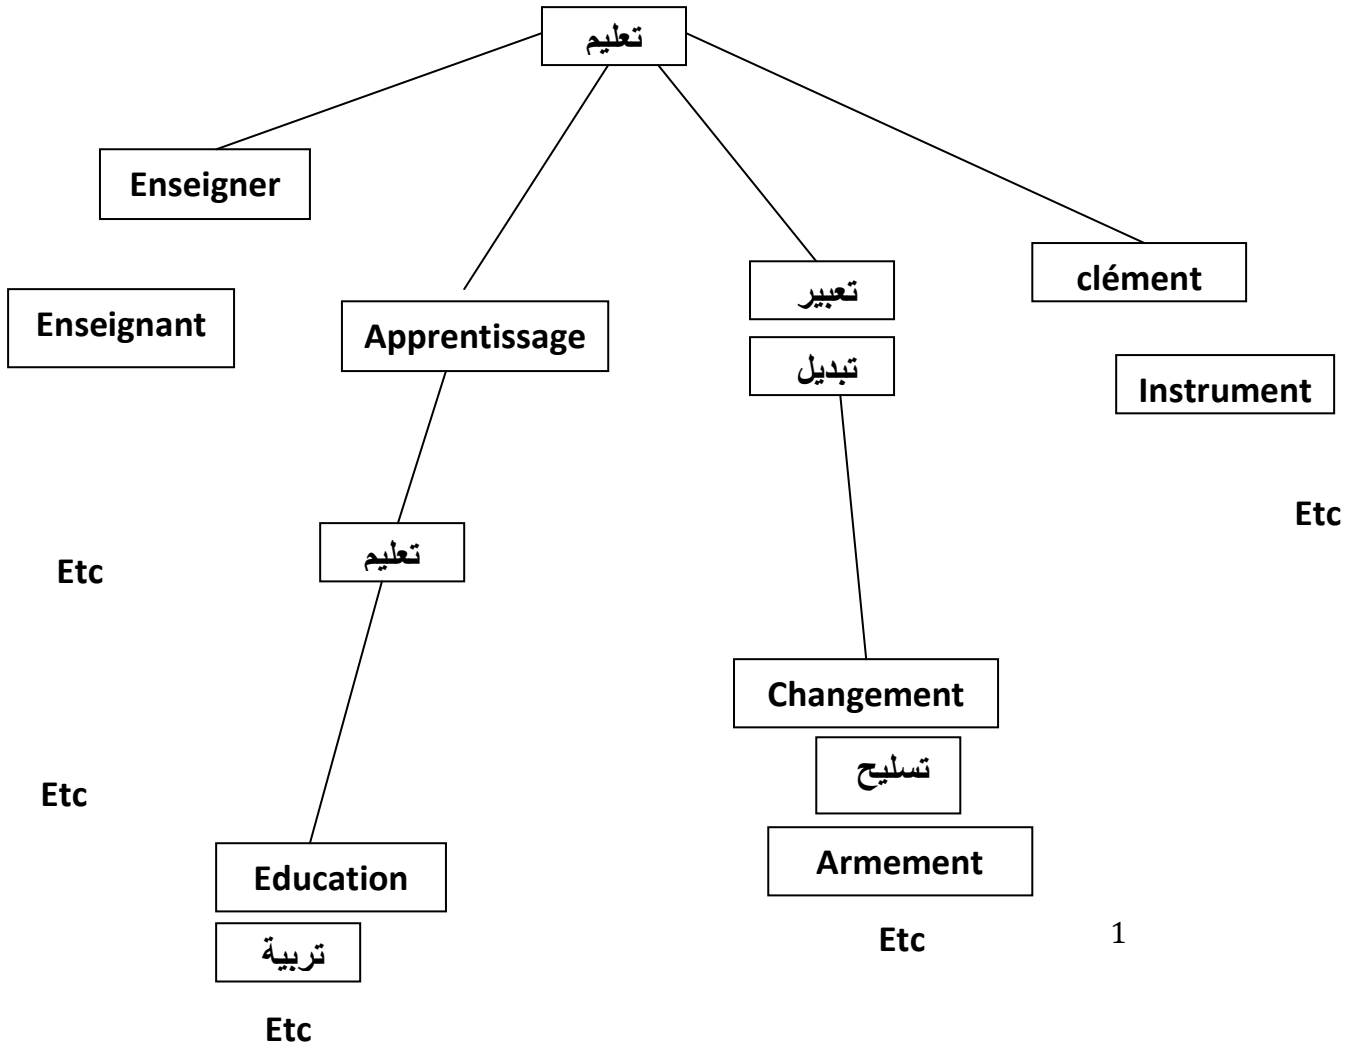 تعليم
Enseigner
clément
تعبير
Enseignant
Apprentissage
تبديل
Instrument
Etc
تعليم
Etc
Changement
تسليح
Etc
Armement
Education
Etc
1
تربية
Etc